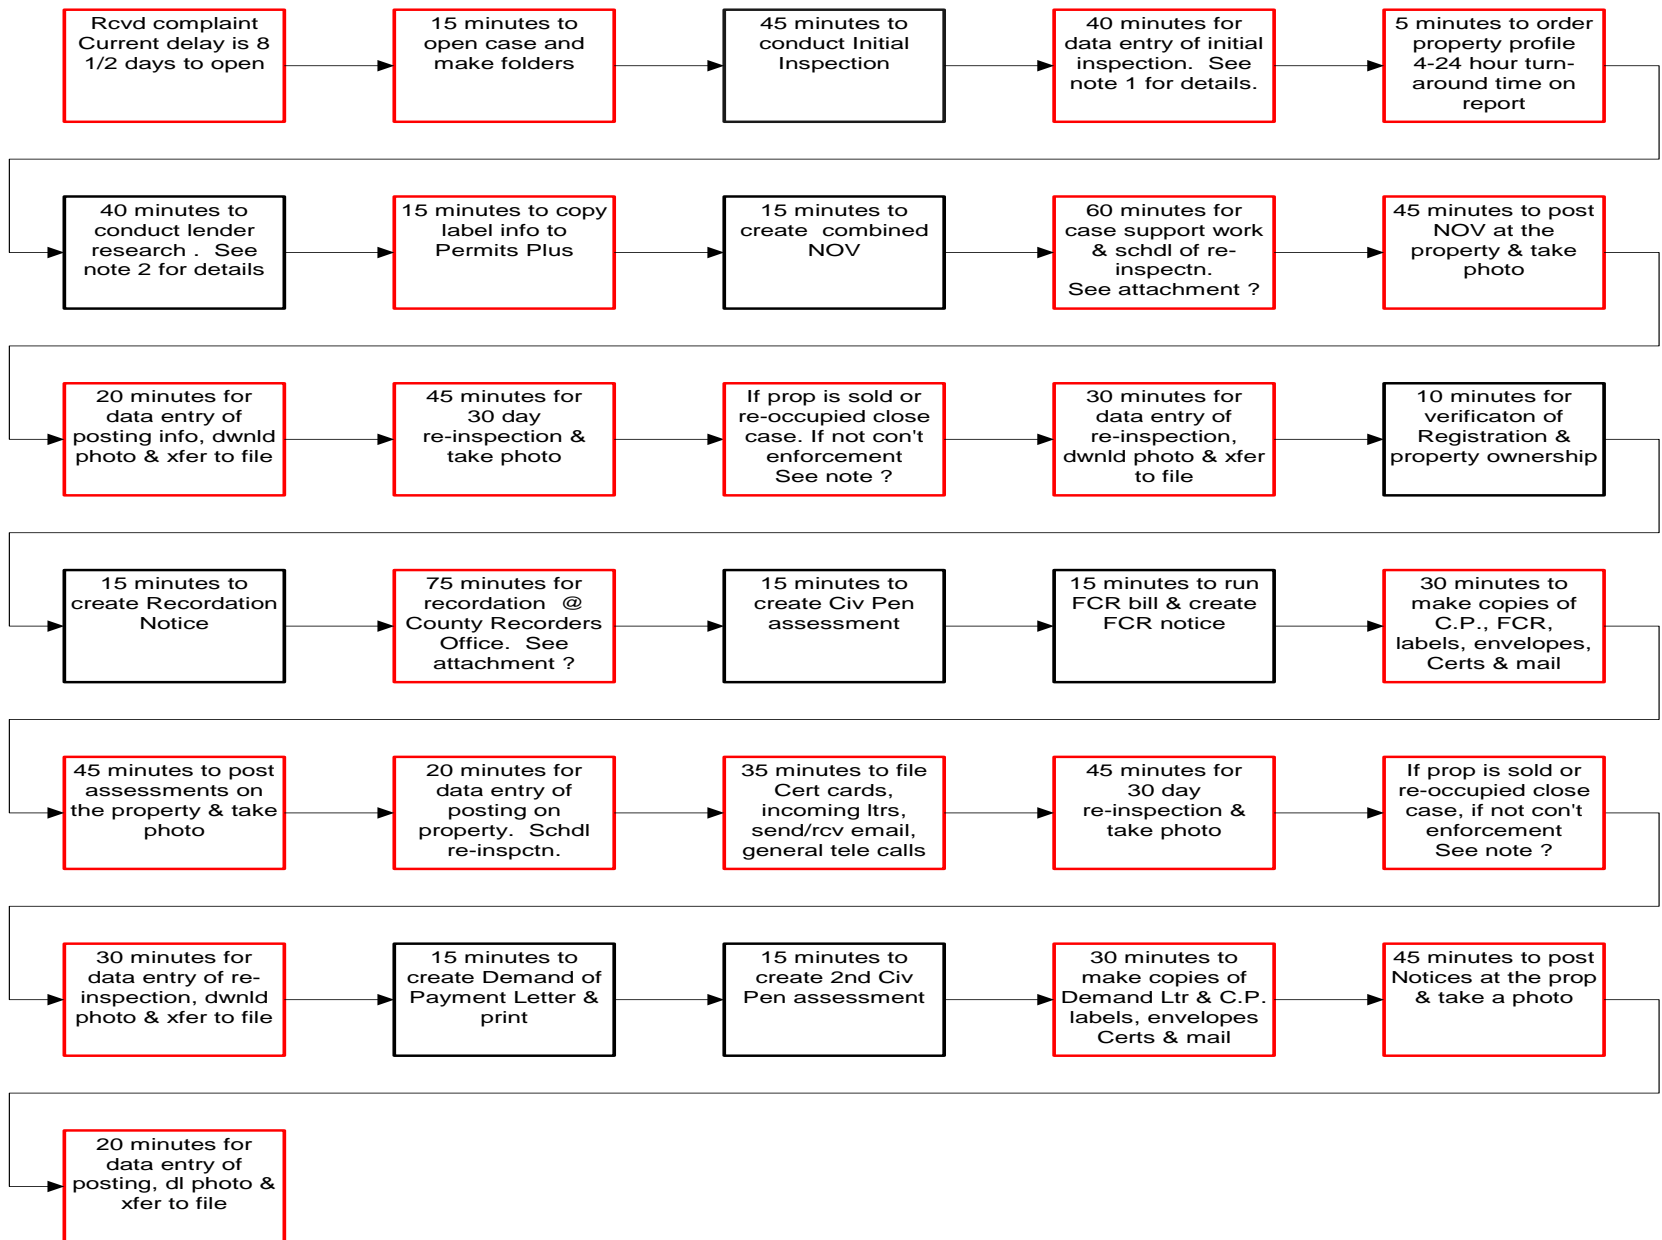 Rcvd complaint
Current delay is 8
1/2 days to open
15 minutes to
open case and
make folders
45 minutes to
conduct Initial
Inspection
40 minutes for
data entry of initial
inspection. See
note 1 for details.
5 minutes to order
property profile
4-24 hour turn-
around time on
report
40 minutes to
conduct lender
research . See
note 2 for details
15 minutes to copy
label info to
Permits Plus
15 minutes to
create combined
NOV
60 minutes for
case support work
& schdl of re-
inspectn.
See attachment ?
45 minutes to post
NOV at the
property & take
photo
20 minutes for
data entry of
posting info, dwnld
photo & xfer to file
45 minutes for
30 day
re-inspection &
take photo
If prop is sold or
re-occupied close
case. If not con't
enforcement
See note ?
30 minutes for
data entry of
re-inspection,
dwnld photo & xfer
to file
10 minutes for
verificaton of
Registration &
property ownership
15 minutes to
create Recordation
Notice
75 minutes for
recordation @
County Recorders
Office. See
attachment ?
15 minutes to
create Civ Pen
assessment
15 minutes to run
FCR bill & create
FCR notice
30 minutes to
make copies of
C.P., FCR,
labels, envelopes,
Certs & mail
45 minutes to post
assessments on
the property & take
photo
20 minutes for
data entry of
posting on
property. Schdl
re-inspctn.
35 minutes to file
Cert cards,
incoming ltrs,
send/rcv email,
general tele calls
45 minutes for
30 day
re-inspection &
take photo
If prop is sold or
re-occupied close
case, if not con't
enforcement
See note ?
30 minutes for
data entry of re-
inspection, dwnld
photo & xfer to file
15 minutes to
create Demand of
Payment Letter &
print
15 minutes to
create 2nd Civ
Pen assessment
30 minutes to
make copies of
Demand Ltr & C.P.
labels, envelopes
Certs & mail
45 minutes to post
Notices at the prop
& take a photo
20 minutes for
data entry of
posting, dl photo &
xfer to file